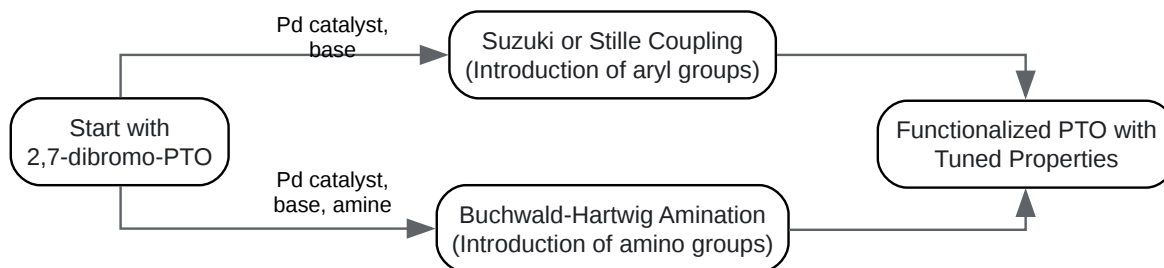 Pd catalyst,
base
Suzuki or Stille Coupling
(Introduction of aryl groups)
Start with
2,7-dibromo-PTO
Functionalized PTO with
Tuned Properties
Pd catalyst,
base, amine
Buchwald-Hartwig Amination
(Introduction of amino groups)